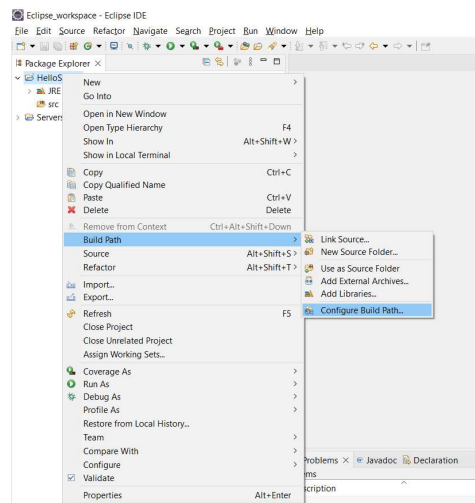 Eclipse_workspace - Eclipse IDE
File Edit Source Refactor Navigate Search Project Run Window Help
Package Explorer
HelloS
JRE
src
Servers
New
Go Into
Open in New Window
Open Type Hierarchy F4
Show In Alt+Shift+W
Show in Local Terminal
Copy Ctrl+C
Copy Qualified Name
Paste Ctrl+V
Delete Delete
Remove from Context Ctrl+Alt+Shift+Down
Build Path
Source Alt+Shift+S
Refactor Alt+Shift+T
Link Source...
New Source Folder...
Use as Source Folder
Add External Archives...
Add Libraries...
Configure Build Path...
Import...
Export...
Refresh F5
Close Project
Close Unrelated Project
Assign Working Sets...
Coverage As
Run As
Debug As
Profile As
Restore from Local History...
Team
Compare With
Configure
Validate
Properties Alt+Enter
Problems Javadoc Declaration
ms
scription